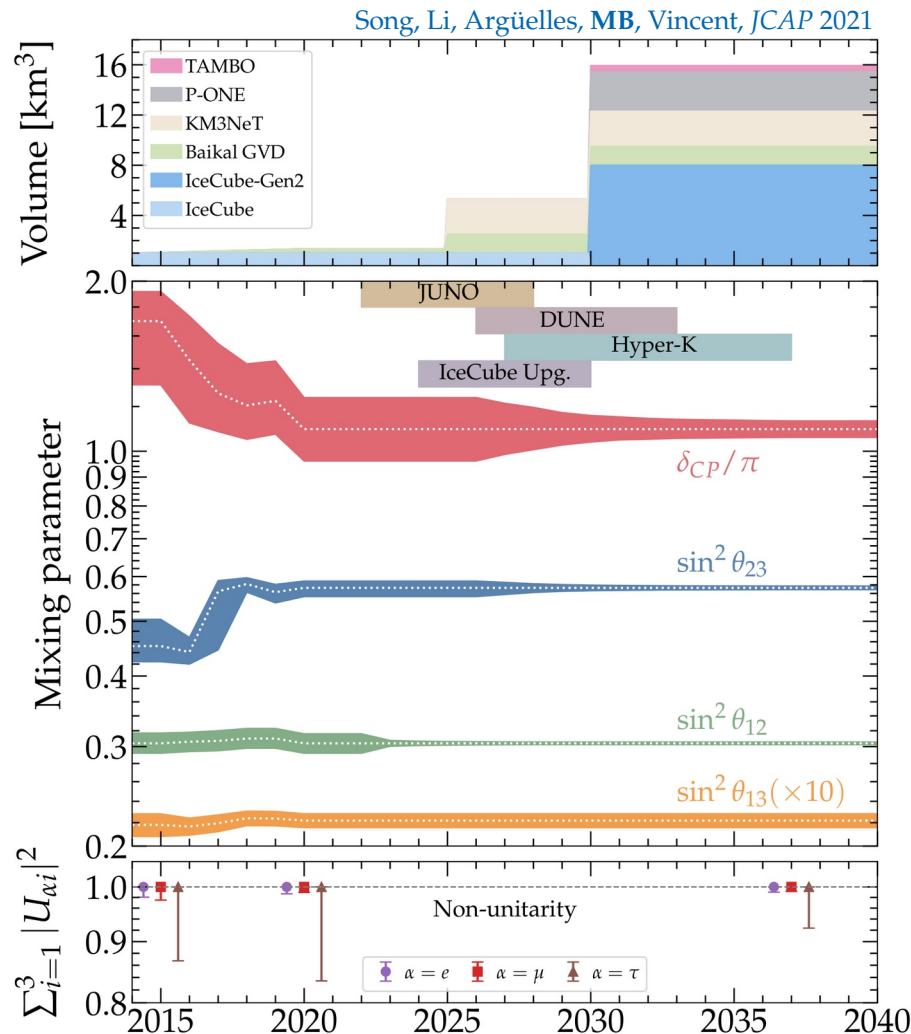 Song, Li, Argüelles, MB, Vincent, JCAP 2021
Volume [km³]
16
12
8
4
TAMBO
P-ONE
KM3NeT
Baikal GVD
IceCube-Gen2
IceCube
Mixing parameter
2.0
1.0
0.9
0.8
0.7
0.6
0.5
0.4
0.3
0.2
JUNO
DUNE
Hyper-K
IceCube Upg.
δ_CP/π
sin² θ₂₃
sin² θ₁₂
sin² θ₁₃(×10)
Σ³ᵢ₌₁|U_αi|²
1.0
0.9
0.8
Non-unitarity
α = e
α = μ
α = τ
2015 2020 2025 2030 2035 2040